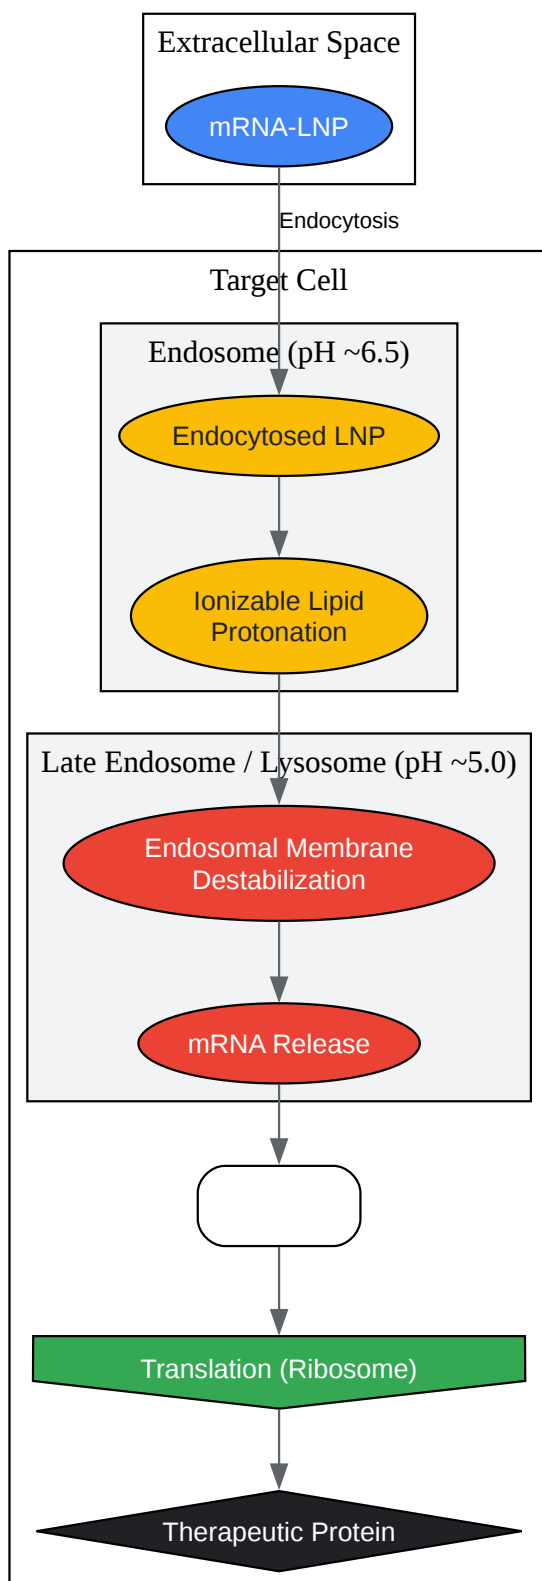 Extracellular Space
mRNA-LNP
Endocytosis
Target Cell
Endosome (pH ~6.5)
Endocytosed LNP
Ionizable Lipid
Protonation
Late Endosome / Lysosome (pH ~5.0)
Endosomal Membrane
Destabilization
mRNA Release
Translation (Ribosome)
Therapeutic Protein